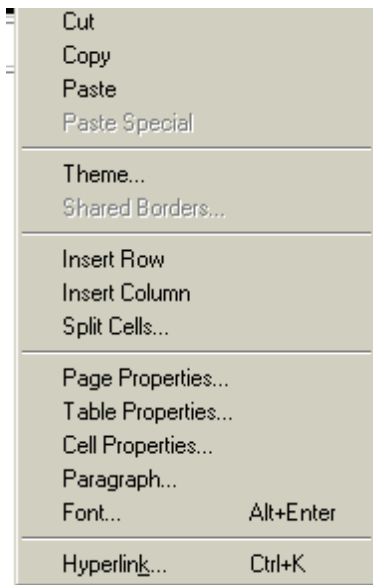 Cut
Copy
Paste
Paste Special
Theme...
Shared Borders...
Insert Row
Insert Column
Split Cells...
Page Properties...
Table Properties...
Cell Properties...
Paragraph...
Font... Alt+Enter
Hyperlink... Ctrl+K